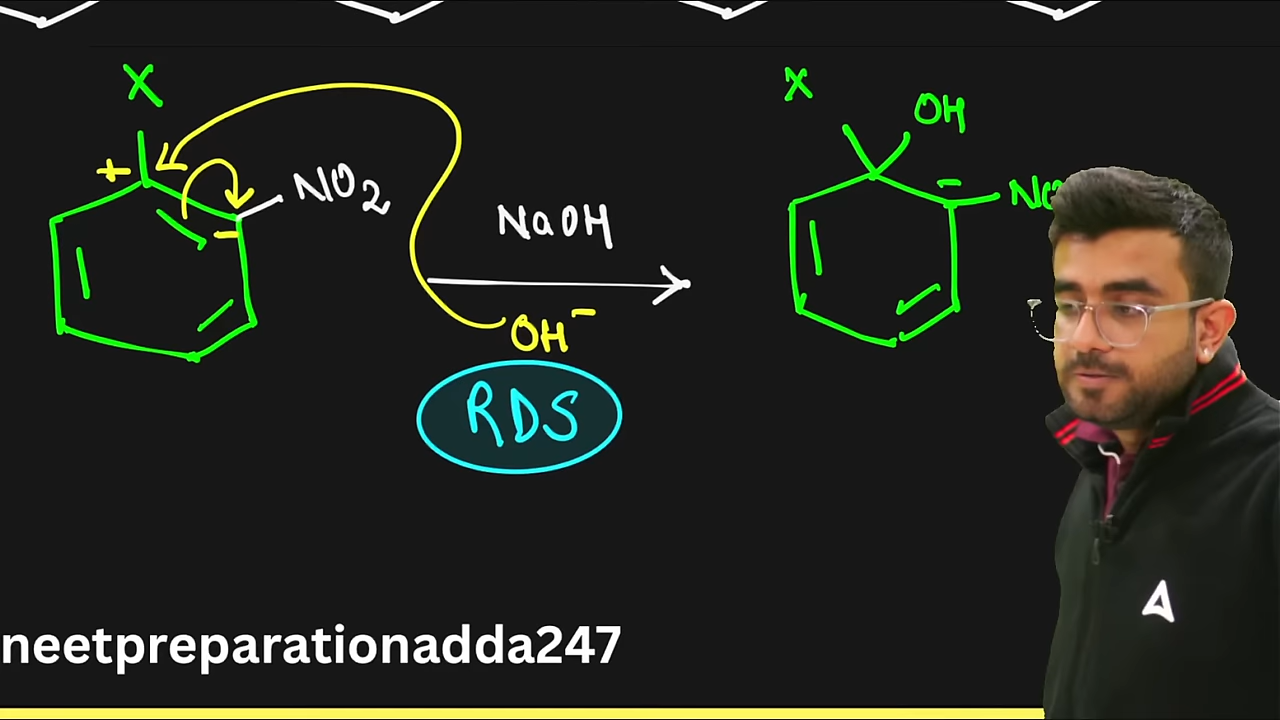 X
+
NO2
−
NaOH
OH−
RDS
X
OH
−
neetpreparationadda247